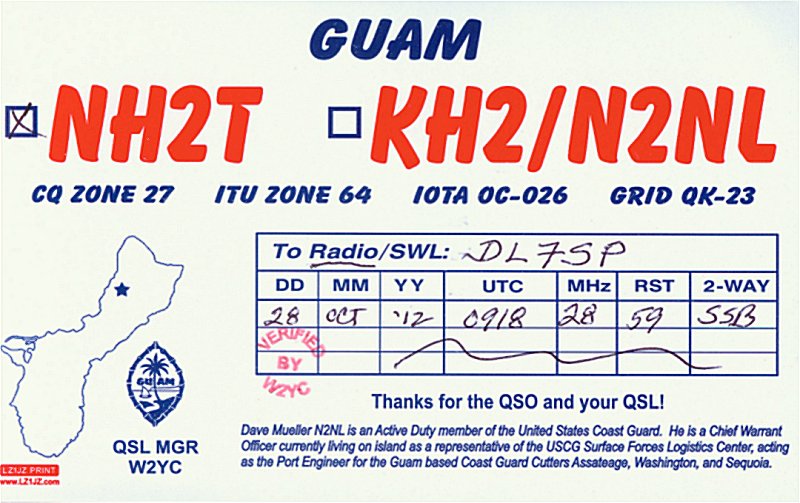 GUAM
NH2T KH2/N2NL
CQ ZONE 27 ITU ZONE 64 IOTA OC-026 GRID QK-23
To Radio/SWL: DL7SP
DD MM YY UTC MHz RST 2-WAY
28 OCT '12 0918 28 59 SSB
VERIFIED
BY
W2YC
GUAM
Thanks for the QSO and your QSL!
QSL MGR
W2YC
Dave Mueller N2NL is an Active Duty member of the United States Coast Guard. He is a Chief Warrant
Officer currently living on island as a representative of the USCG Surface Forces Logistics Center, acting
as the Port Engineer for the Guam based Coast Guard Cutters Assateague, Washington, and Sequoia.
LZ1JZ PRINT
www.LZ1JZ.com